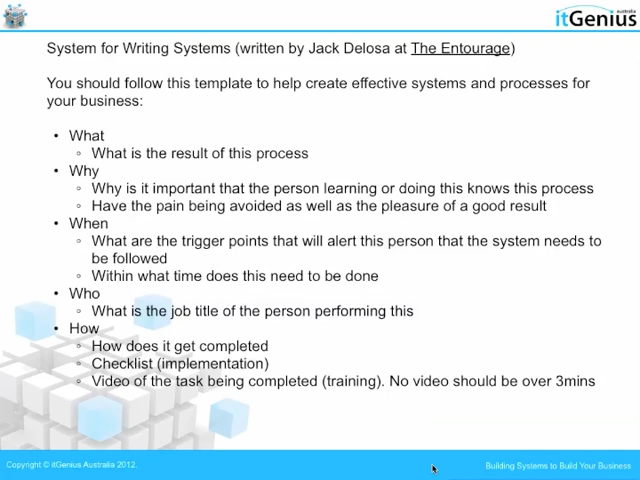 australia
itGenius
System for Writing Systems (written by Jack Delosa at The Entourage)
You should follow this template to help create effective systems and processes for
your business:
• What
◦ What is the result of this process
• Why
◦ Why is it important that the person learning or doing this knows this process
◦ Have the pain being avoided as well as the pleasure of a good result
• When
◦ What are the trigger points that will alert this person that the system needs to
be followed
◦ Within what time does this need to be done
• Who
◦ What is the job title of the person performing this
• How
◦ How does it get completed
◦ Checklist (implementation)
◦ Video of the task being completed (training). No video should be over 3mins
Copyright © itGenius Australia 2012.
Building Systems to Build Your Business